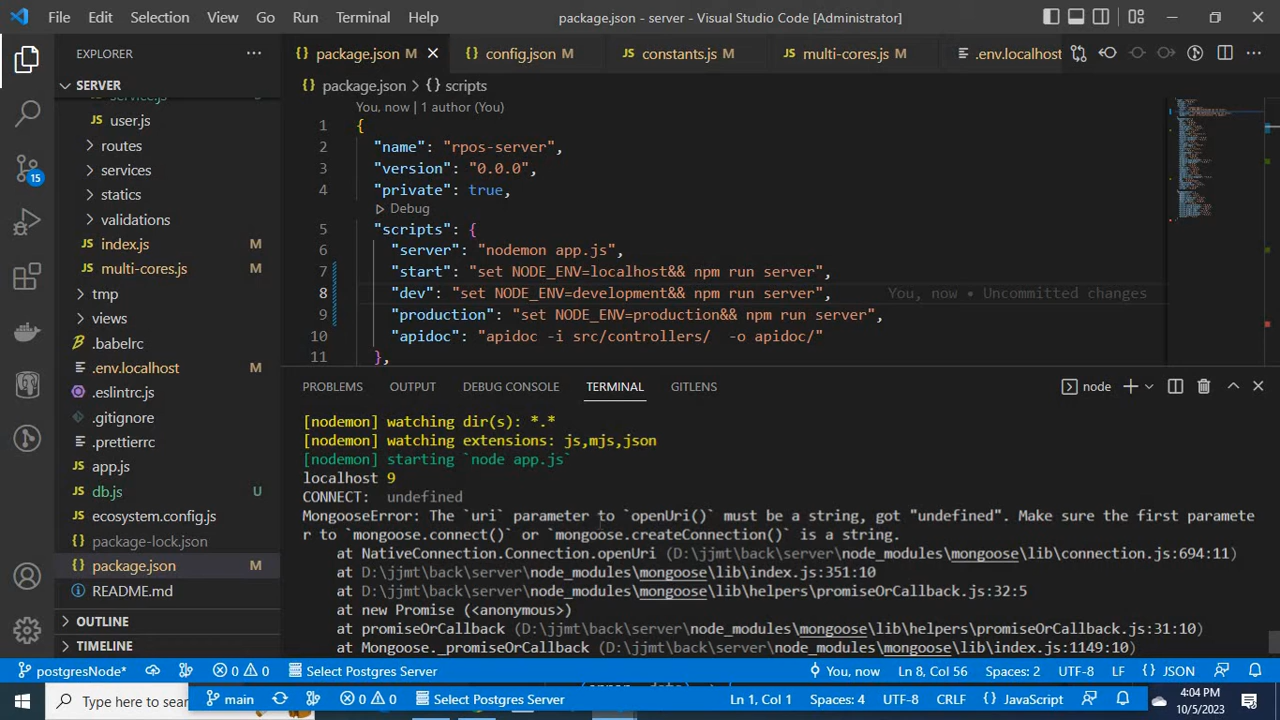 File Edit Selection View Go Run Terminal Help package.json - server - Visual Studio Code [Administrator]
EXPLORER
package.json M
config.json M
constants.js M
multi-cores.js M
.env.localhost
SERVER
package.json > {} scripts
service.js
user.js
routes
services
statics
validations
index.js M
multi-cores.js M
tmp
views
.babelrc
.env.localhost M
.eslintrc.js
.gitignore
.prettierrc
app.js
db.js U
ecosystem.config.js
package-lock.json
package.json M
README.md
OUTLINE
TIMELINE
15
You, now | 1 author (You)
1 {
2 "name": "rpos-server",
3 "version": "0.0.0",
4 "private": true,
Debug
5 "scripts": {
6 "server": "nodemon app.js",
7 "start": "set NODE_ENV=localhost&& npm run server",
8 "dev": "set NODE_ENV=development&& npm run server", You, now • Uncommitted changes
9 "production": "set NODE_ENV=production&& npm run server",
10 "apidoc": "apidoc -i src/controllers/ -o apidoc/"
11 },
PROBLEMS OUTPUT DEBUG CONSOLE TERMINAL GITLENS node
[nodemon] watching dir(s): *.*
[nodemon] watching extensions: js,mjs,json
[nodemon] starting `node app.js`
localhost 9
CONNECT: undefined
MongooseError: The `uri` parameter to `openUri()` must be a string, got "undefined". Make sure the first paramete
r to `mongoose.connect()` or `mongoose.createConnection()` is a string.
at NativeConnection.Connection.openUri (D:\jjmt\back\server\node_modules\mongoose\lib\connection.js:694:11)
at D:\jjmt\back\server\node_modules\mongoose\lib\index.js:351:10
at D:\jjmt\back\server\node_modules\mongoose\lib\helpers\promiseOrCallback.js:32:5
at new Promise (<anonymous>)
at promiseOrCallback (D:\jjmt\back\server\node_modules\mongoose\lib\helpers\promiseOrCallback.js:31:10)
at Mongoose._promiseOrCallback (D:\jjmt\back\server\node_modules\mongoose\lib\index.js:1149:10)
postgresNode* 0 0 Select Postgres Server You, now Ln 8, Col 56 Spaces: 2 UTF-8 LF {} JSON
Type here to search
main 0 0 Select Postgres Server Ln 1, Col 1 Spaces: 4 UTF-8 CRLF {} JavaScript
4:04 PM
10/5/2023